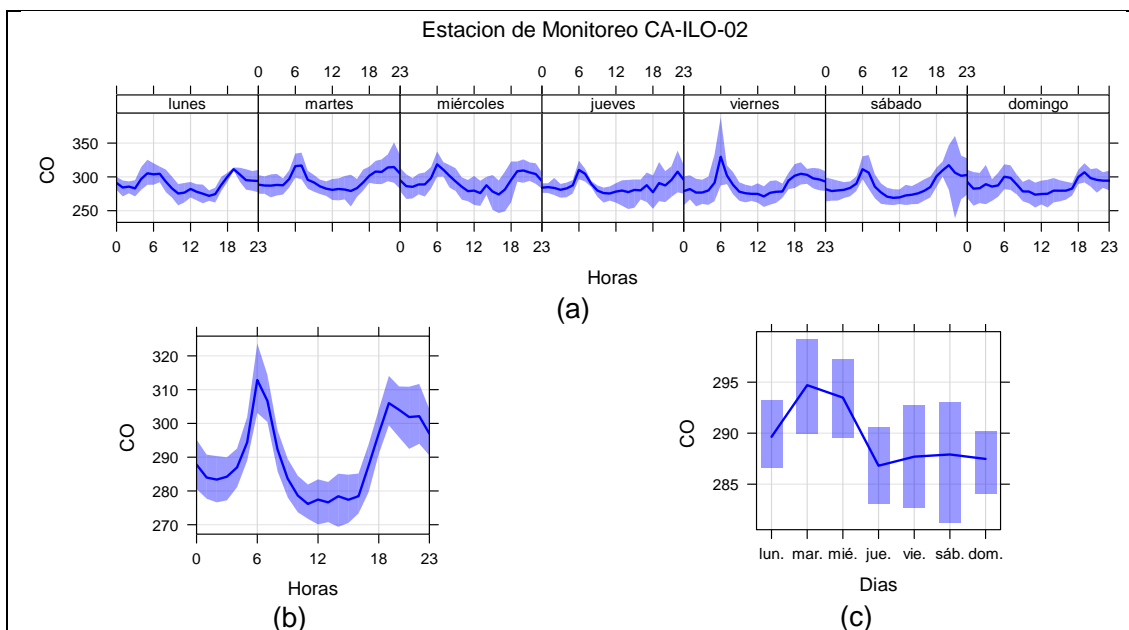 Estacion de Monitoreo CA-ILO-02
0 6 12 18 23 0 6 12 18 23 0 6 12 18 23
lunes martes miércoles jueves viernes sábado domingo
CO
350
300
250
0 6 12 18 23 0 6 12 18 23 0 6 12 18 23 0 6 12 18 23
Horas
(a)
CO
320
310
300
290
280
270
0 6 12 18 23
Horas
(b)
CO
295
290
285
lun. mar. mié. jue. vie. sáb. dom.
Dias
(c)